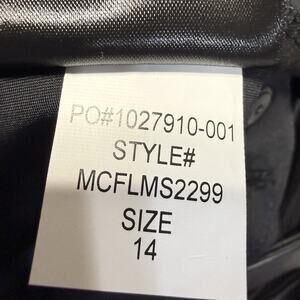 PO#1027910-001
STYLE#
MCFLMS2299
SIZE
14